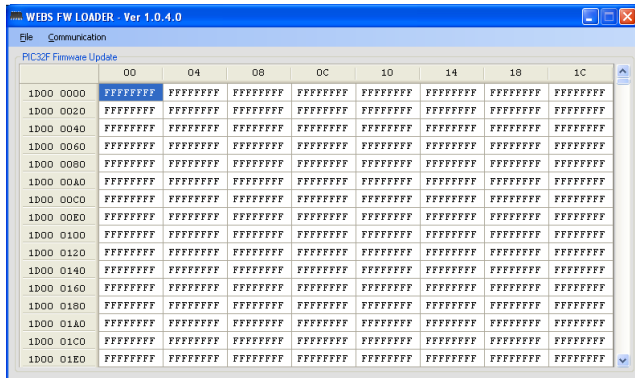 WEBS FW LOADER - Ver 1.0.4.0
File Communication
PIC32F Firmware Update
00 04 08 0C 10 14 18 1C
1D00 0000 FFFFFFFF FFFFFFFF FFFFFFFF FFFFFFFF FFFFFFFF FFFFFFFF FFFFFFFF FFFFFFFF
1D00 0020 FFFFFFFF FFFFFFFF FFFFFFFF FFFFFFFF FFFFFFFF FFFFFFFF FFFFFFFF FFFFFFFF
1D00 0040 FFFFFFFF FFFFFFFF FFFFFFFF FFFFFFFF FFFFFFFF FFFFFFFF FFFFFFFF FFFFFFFF
1D00 0060 FFFFFFFF FFFFFFFF FFFFFFFF FFFFFFFF FFFFFFFF FFFFFFFF FFFFFFFF FFFFFFFF
1D00 0080 FFFFFFFF FFFFFFFF FFFFFFFF FFFFFFFF FFFFFFFF FFFFFFFF FFFFFFFF FFFFFFFF
1D00 00A0 FFFFFFFF FFFFFFFF FFFFFFFF FFFFFFFF FFFFFFFF FFFFFFFF FFFFFFFF FFFFFFFF
1D00 00C0 FFFFFFFF FFFFFFFF FFFFFFFF FFFFFFFF FFFFFFFF FFFFFFFF FFFFFFFF FFFFFFFF
1D00 00E0 FFFFFFFF FFFFFFFF FFFFFFFF FFFFFFFF FFFFFFFF FFFFFFFF FFFFFFFF FFFFFFFF
1D00 0100 FFFFFFFF FFFFFFFF FFFFFFFF FFFFFFFF FFFFFFFF FFFFFFFF FFFFFFFF FFFFFFFF
1D00 0120 FFFFFFFF FFFFFFFF FFFFFFFF FFFFFFFF FFFFFFFF FFFFFFFF FFFFFFFF FFFFFFFF
1D00 0140 FFFFFFFF FFFFFFFF FFFFFFFF FFFFFFFF FFFFFFFF FFFFFFFF FFFFFFFF FFFFFFFF
1D00 0160 FFFFFFFF FFFFFFFF FFFFFFFF FFFFFFFF FFFFFFFF FFFFFFFF FFFFFFFF FFFFFFFF
1D00 0180 FFFFFFFF FFFFFFFF FFFFFFFF FFFFFFFF FFFFFFFF FFFFFFFF FFFFFFFF FFFFFFFF
1D00 01A0 FFFFFFFF FFFFFFFF FFFFFFFF FFFFFFFF FFFFFFFF FFFFFFFF FFFFFFFF FFFFFFFF
1D00 01C0 FFFFFFFF FFFFFFFF FFFFFFFF FFFFFFFF FFFFFFFF FFFFFFFF FFFFFFFF FFFFFFFF
1D00 01E0 FFFFFFFF FFFFFFFF FFFFFFFF FFFFFFFF FFFFFFFF FFFFFFFF FFFFFFFF FFFFFFFF